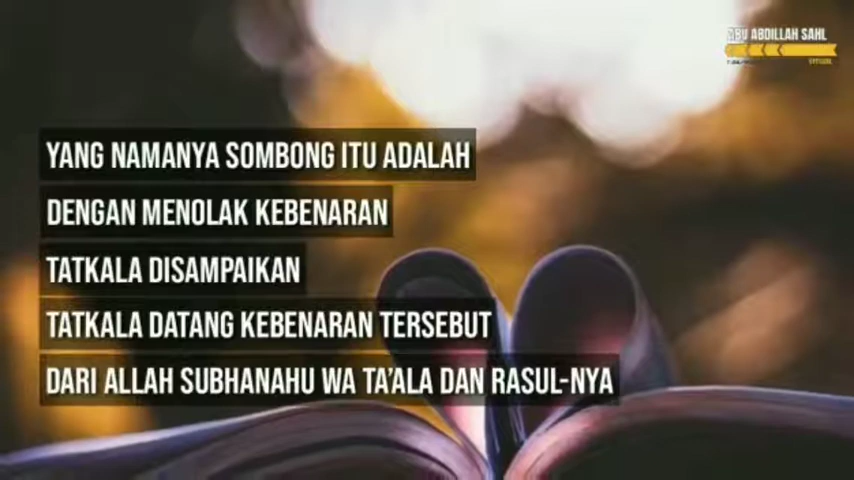 ABU ABDILLAH SAHL
YANG NAMANYA SOMBONG ITU ADALAH
DENGAN MENOLAK KEBENARAN
TATKALA DISAMPAIKAN
TATKALA DATANG KEBENARAN TERSEBUT
DARI ALLAH SUBHANAHU WA TA'ALA DAN RASUL-NYA